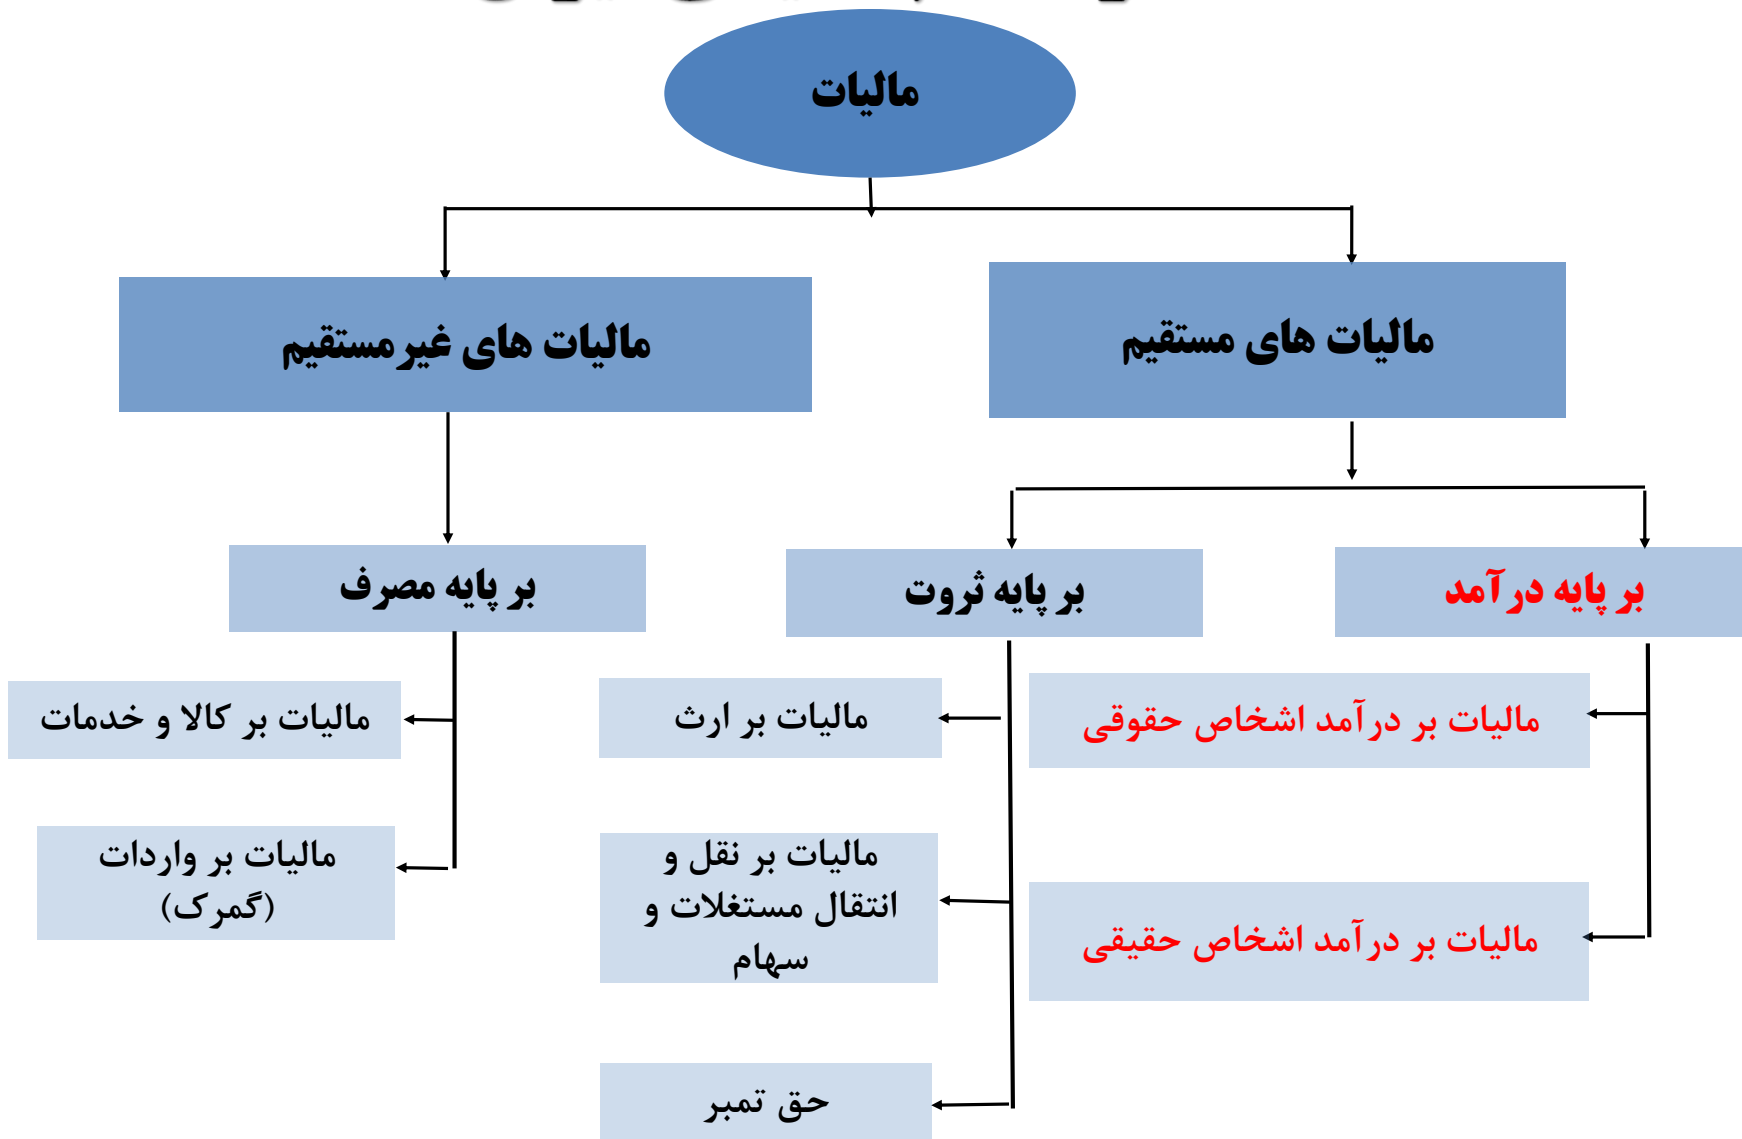 مالیات
مالیات های مستقیم
مالیات های غیرمستقیم
بر پایه درآمد
بر پایه ثروت
بر پایه مصرف
مالیات بر درآمد اشخاص حقوقی
مالیات بر درآمد اشخاص حقیقی
مالیات بر ارث
مالیات بر نقل و
انتقال مستغلات و
سهام
حق تمبر
مالیات بر کالا و خدمات
مالیات بر واردات
(گمرک)